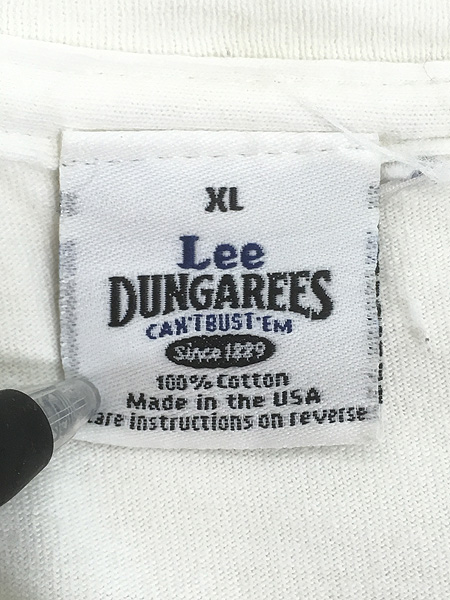 XL
Lee
DUNGAREES
CAN'T BUST 'EM
Since 1889
100% Cotton
Made in the USA
care instructions on reverse